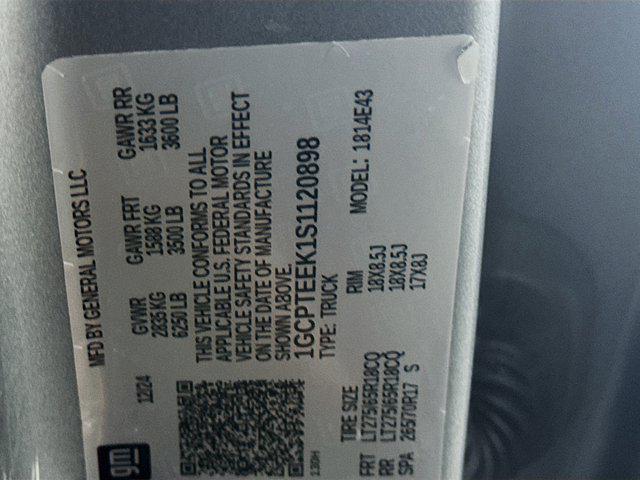 gm 12/24 MFD BY GENERAL MOTORS LLC
GVWR GAWR FRT GAWR RR
2835 KG 1588 KG 1633 KG
6250 LB 3500 LB 3600 LB
THIS VEHICLE CONFORMS TO ALL
APPLICABLE U.S. FEDERAL MOTOR
VEHICLE SAFETY STANDARDS IN EFFECT
ON THE DATE OF MANUFACTURE
SHOWN ABOVE.
1GCPTEEK1S1120898
TYPE: TRUCK MODEL: 1814E43
TIRE SIZE RIM
FRT LT275/65R18CQ 18X8.5J
RR LT275/65R18CQ 18X8.5J
SPA 265/70R17 S 17X8J